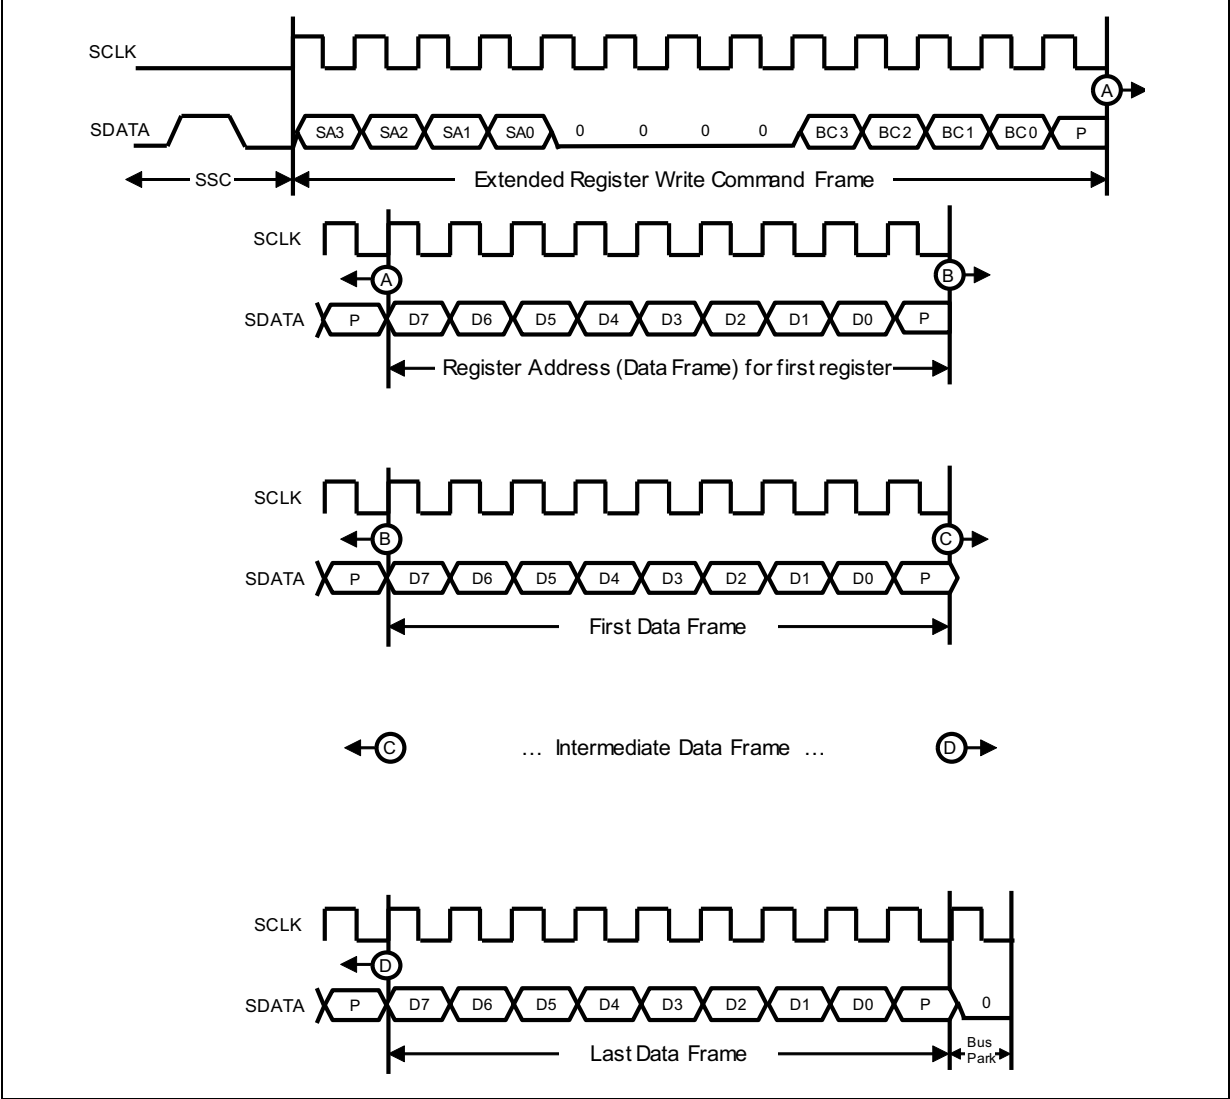 SCLK
A
SDATA SA3 SA2 SA1 SA0 0 0 0 0 BC3 BC2 BC1 BC0 P
SSC Extended Register Write Command Frame
SCLK
A B
SDATA P D7 D6 D5 D4 D3 D2 D1 D0 P
Register Address (Data Frame) for first register
SCLK
B C
SDATA P D7 D6 D5 D4 D3 D2 D1 D0 P
First Data Frame
C ... Intermediate Data Frame ... D
SCLK
D
SDATA P D7 D6 D5 D4 D3 D2 D1 D0 P 0
Last Data Frame
Bus
Park